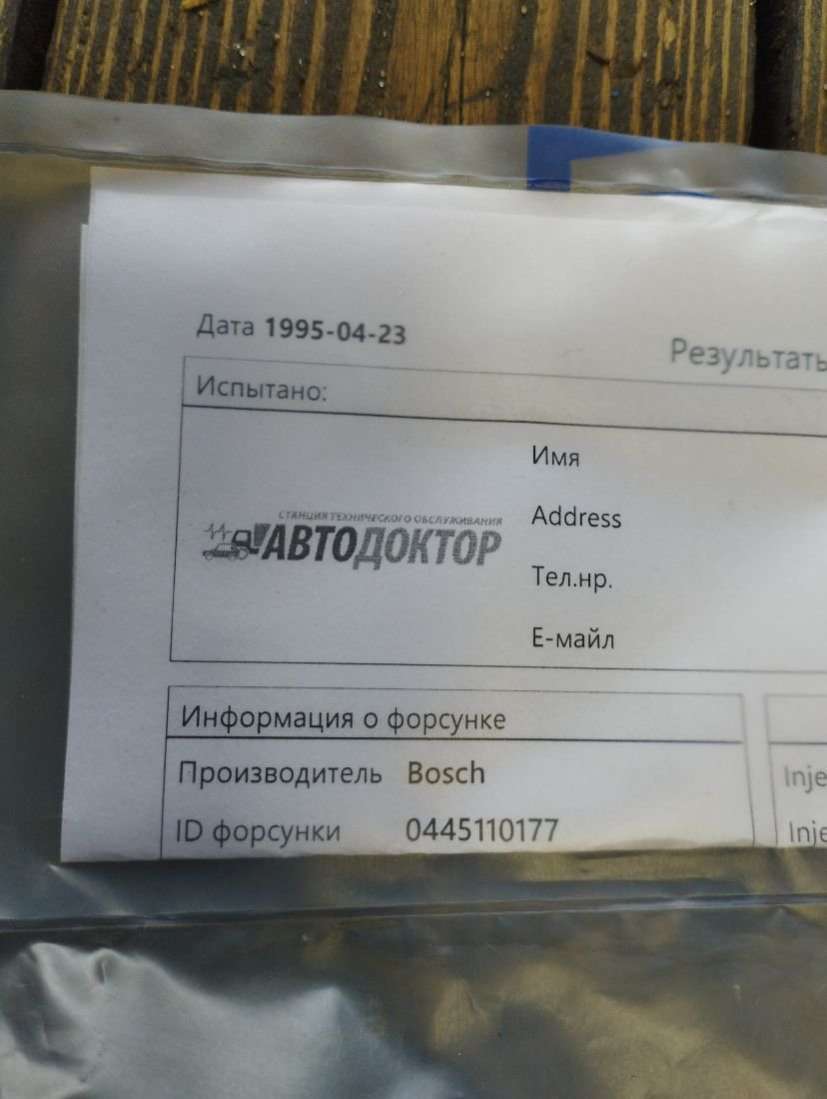 Дата 1995-04-23
Результаты
Испытано:
Имя
СТАНЦИЯ ТЕХНИЧЕСКОГО ОБСЛУЖИВАНИЯ
АВТОДОКТОР
Address
Тел.нр.
Е-майл
Информация о форсунке
Производитель Bosch
Inje
ID форсунки 0445110177
Inje